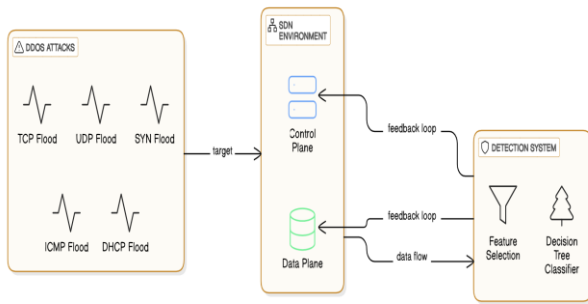 DDOS ATTACKS
TCP Flood
UDP Flood
SYN Flood
ICMP Flood
DHCP Flood
target
SDN
ENVIRONMENT
Control
Plane
Data Plane
feedback loop
feedback loop
data flow
DETECTION SYSTEM
Feature
Selection
Decision
Tree
Classifier